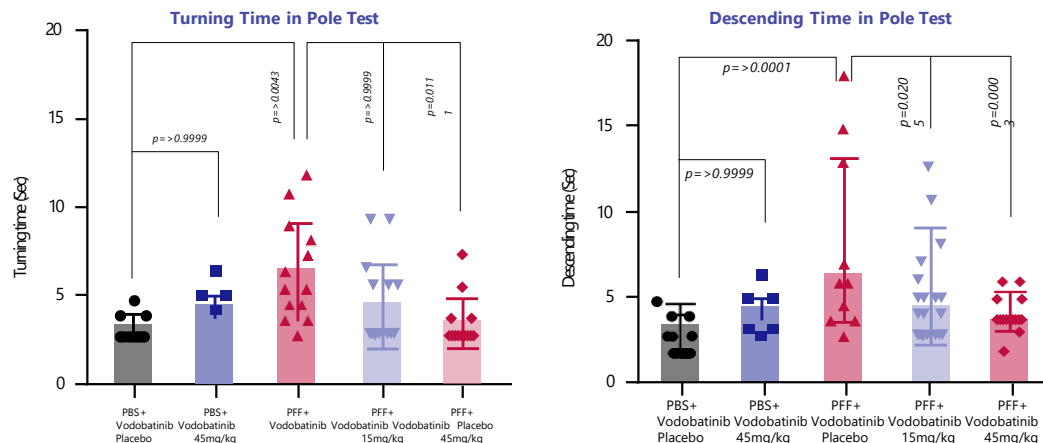 Turning Time in Pole Test
20
15
10
5
0
Turning time (Sec)
p=>0.9999
p=>0.0043
p=>0.9999
p=0.011
1
PBS+
Vodobatinib
Placebo
PBS+
Vodobatinib
45mg/kg
PFF+
Vodobatinib
PFF+
Vodobatinib
15mg/kg
PFF+
Vodobatinib Placebo
45mg/kg
Descending Time in Pole Test
20
15
10
5
0
Descending time (Sec)
p=>0.9999
p=>0.0001
p=0.020
5
p=0.000
3
PBS+
Vodobatinib
Placebo
PBS+
Vodobatinib
45mg/kg
PFF+
Vodobatinib
Placebo
PFF+
Vodobatinib
15mg/kg
PFF+
Vodobatinib
45mg/kg